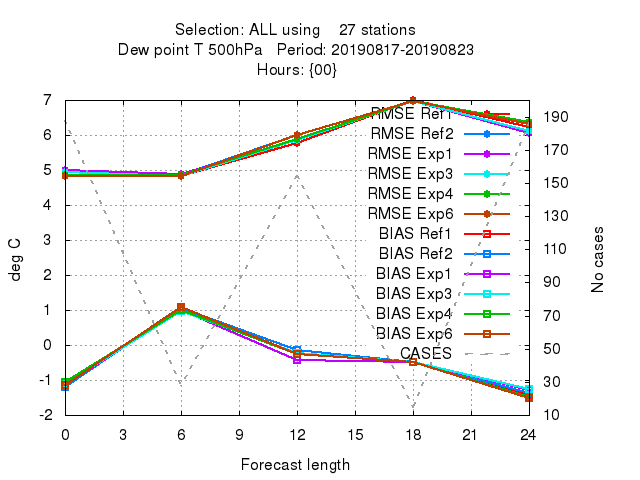 Selection: ALL using 27 stations
Dew point T 500hPa Period: 20190817-20190823
Hours: {00}
7
6
5
4
3
2
1
0
-1
-2
deg C
RMSE Ref1
RMSE Ref2
RMSE Exp1
RMSE Exp3
RMSE Exp4
RMSE Exp6
BIAS Ref1
BIAS Ref2
BIAS Exp1
BIAS Exp3
BIAS Exp4
BIAS Exp6
CASES
190
170
150
130
110
90
70
50
30
10
No cases
0 3 6 9 12 15 18 21 24
Forecast length